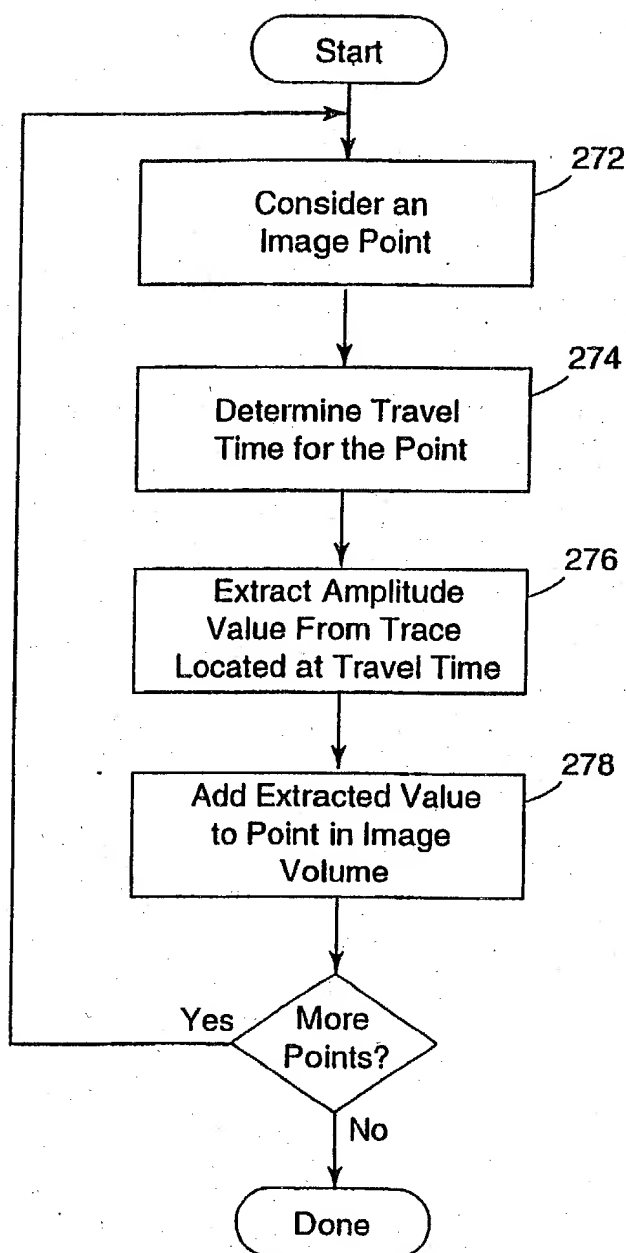 Start
272
Consider an
Image Point
274
Determine Travel
Time for the Point
276
Extract Amplitude
Value From Trace
Located at Travel Time
278
Add Extracted Value
to Point in Image
Volume
Yes
More
Points?
No
Done